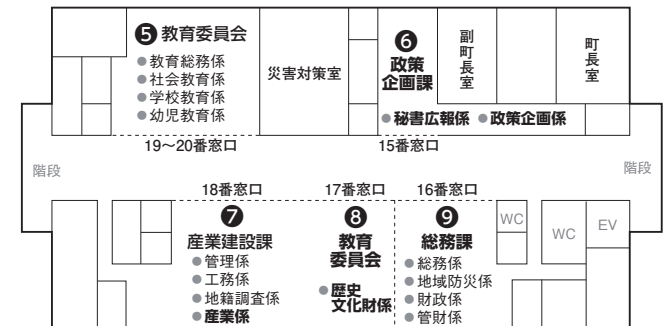 ❺ 教育委員会
●教育総務係
●社会教育係
●学校教育係
●幼児教育係
19～20番窓口
災害対策室
❻
政策
企画課
●秘書広報係 ●政策企画係
15番窓口
副町長室
町長室
階段
階段
18番窓口
❼
産業建設課
●管理係
●工務係
●地籍調査係
●産業係
17番窓口
❽
教育
委員会
●歴史
文化財係
16番窓口
❾
総務課
●総務係
●地域防災係
●財政係
●管財係
WC
WC
EV